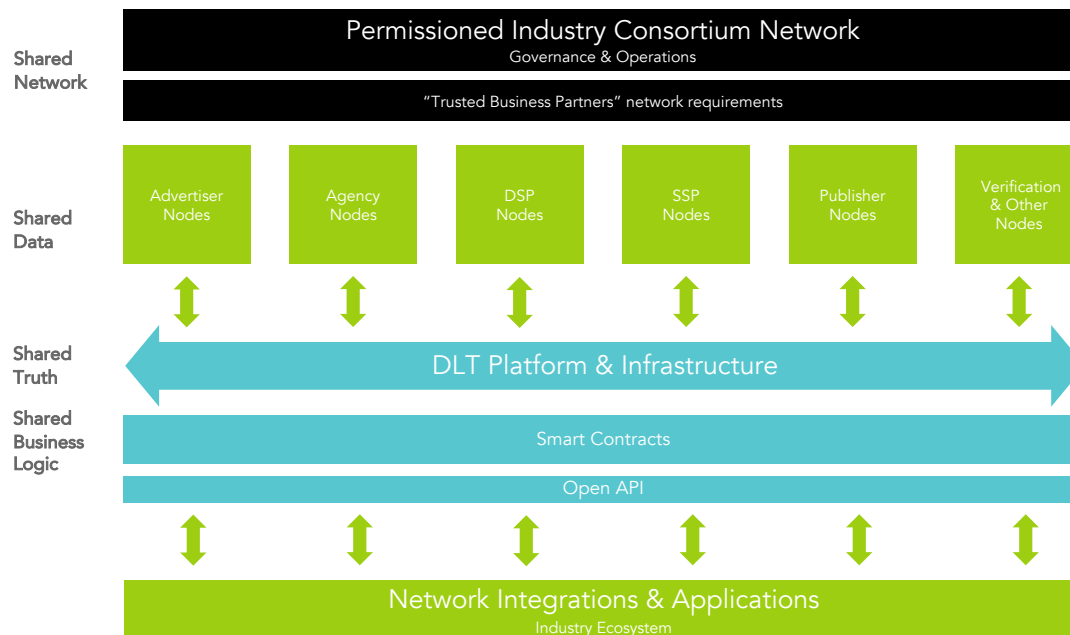 Shared
Network
Permissioned Industry Consortium Network
Governance & Operations
“Trusted Business Partners” network requirements
Shared
Data
Advertiser
Nodes
Agency
Nodes
DSP
Nodes
SSP
Nodes
Publisher
Nodes
Verification
& Other
Nodes
Shared
Truth
DLT Platform & Infrastructure
Shared
Business
Logic
Smart Contracts
Open API
Network Integrations & Applications
Industry Ecosystem